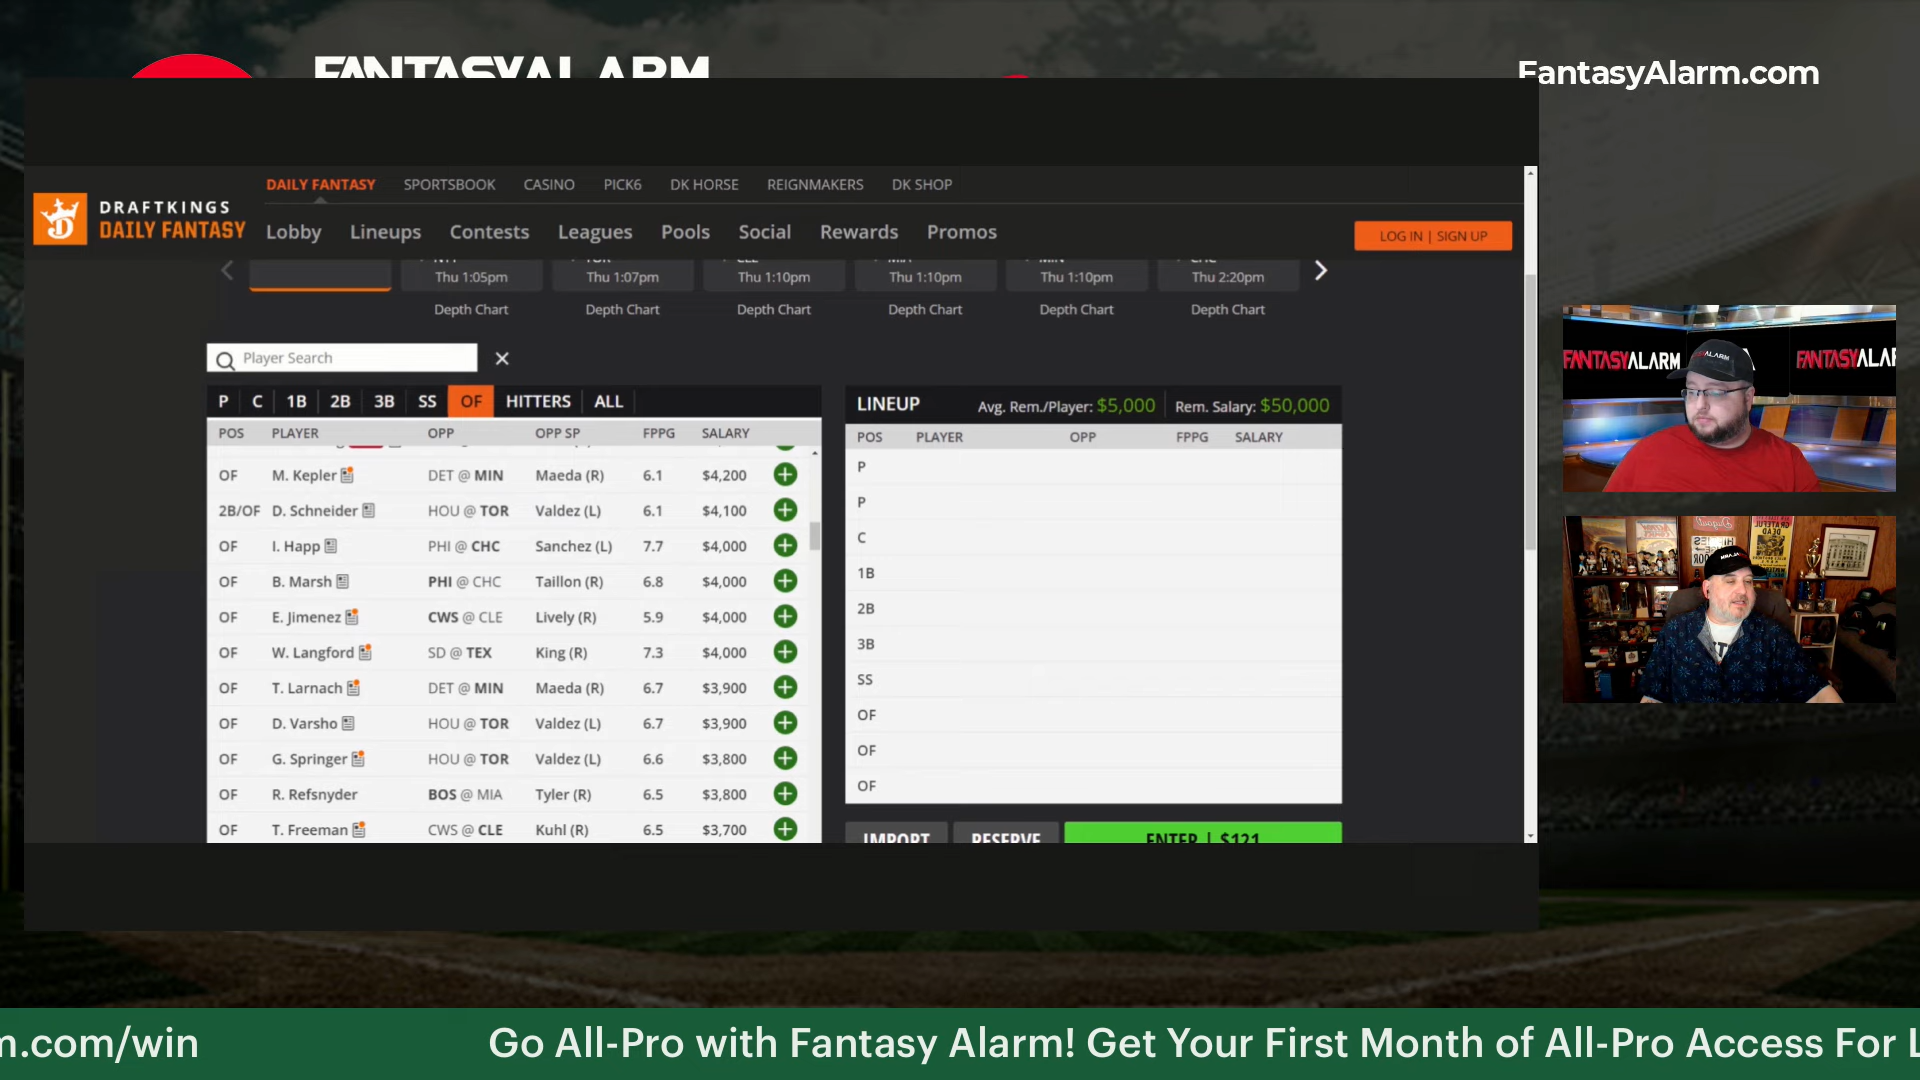 FANTASYALARM
FantasyAlarm.com
DAILY FANTASY SPORTSBOOK CASINO PICK6 DK HORSE REIGNMAKERS DK SHOP
DRAFTKINGS
DAILY FANTASY
Lobby Lineups Contests Leagues Pools Social Rewards Promos
LOG IN | SIGN UP
Thu 1:05pm Thu 1:07pm Thu 1:10pm Thu 1:10pm Thu 1:10pm Thu 2:20pm
Depth Chart Depth Chart Depth Chart Depth Chart Depth Chart Depth Chart
Player Search
P C 1B 2B 3B SS OF HITTERS ALL
POS PLAYER OPP OPP SP FPPG SALARY
OF M. Kepler DET @ MIN Maeda (R) 6.1 $4,200
2B/OF D. Schneider HOU @ TOR Valdez (L) 6.1 $4,100
OF I. Happ PHI @ CHC Sanchez (L) 7.7 $4,000
OF B. Marsh PHI @ CHC Taillon (R) 6.8 $4,000
OF E. Jimenez CWS @ CLE Lively (R) 5.9 $4,000
OF W. Langford SD @ TEX King (R) 7.3 $4,000
OF T. Larnach DET @ MIN Maeda (R) 6.7 $3,900
OF D. Varsho HOU @ TOR Valdez (L) 6.7 $3,900
OF G. Springer HOU @ TOR Valdez (L) 6.6 $3,800
OF R. Refsnyder BOS @ MIA Tyler (R) 6.5 $3,800
OF T. Freeman CWS @ CLE Kuhl (R) 6.5 $3,700
LINEUP Avg. Rem./Player: $5,000 Rem. Salary: $50,000
POS PLAYER OPP FPPG SALARY
P
P
C
1B
2B
3B
SS
OF
OF
OF
IMPORT RESERVE ENTER | $121
FANTASYALARM
FANTASYALAR
GRATEFUL
DEAD
m.com/win Go All-Pro with Fantasy Alarm! Get Your First Month of All-Pro Access For L